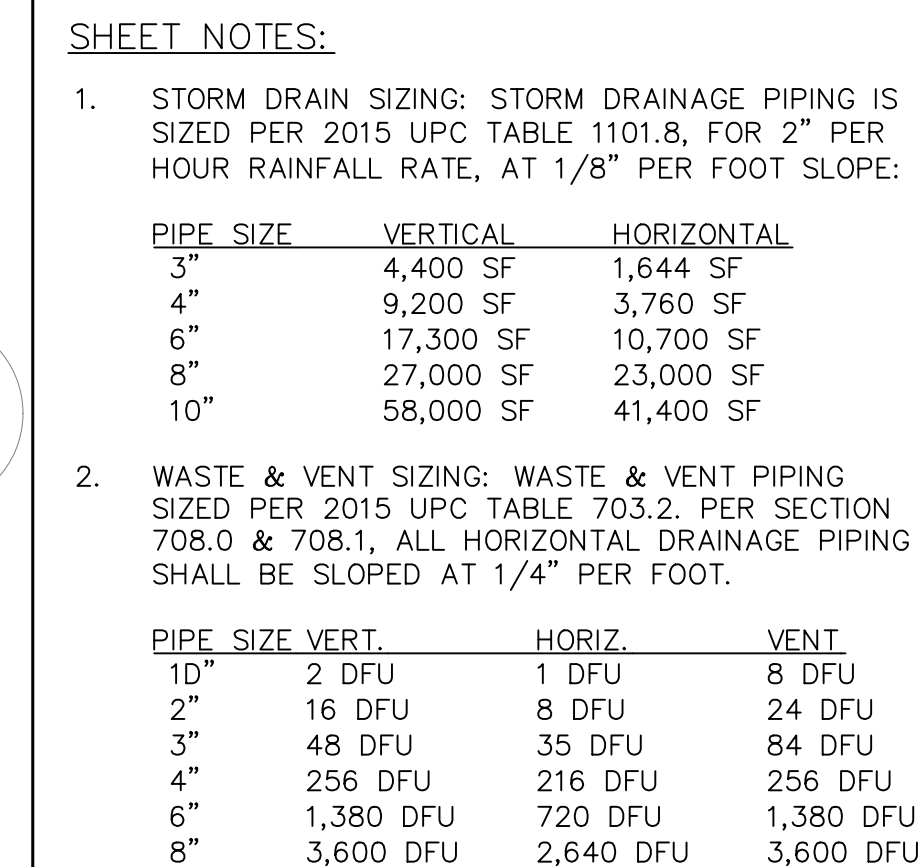 SHEET NOTES:
1. STORM DRAIN SIZING: STORM DRAINAGE PIPING IS
SIZED PER 2015 UPC TABLE 1101.8, FOR 2" PER
HOUR RAINFALL RATE, AT 1/8" PER FOOT SLOPE:
PIPE SIZE VERTICAL HORIZONTAL
3" 4,400 SF 1,644 SF
4" 9,200 SF 3,760 SF
6" 17,300 SF 10,700 SF
8" 27,000 SF 23,000 SF
10" 58,000 SF 41,400 SF
2. WASTE & VENT SIZING: WASTE & VENT PIPING
SIZED PER 2015 UPC TABLE 703.2. PER SECTION
708.0 & 708.1, ALL HORIZONTAL DRAINAGE PIPING
SHALL BE SLOPED AT 1/4" PER FOOT.
PIPE SIZE VERT. HORIZ. VENT
1D" 2 DFU 1 DFU 8 DFU
2" 16 DFU 8 DFU 24 DFU
3" 48 DFU 35 DFU 84 DFU
4" 256 DFU 216 DFU 256 DFU
6" 1,380 DFU 720 DFU 1,380 DFU
8" 3,600 DFU 2,640 DFU 3,600 DFU